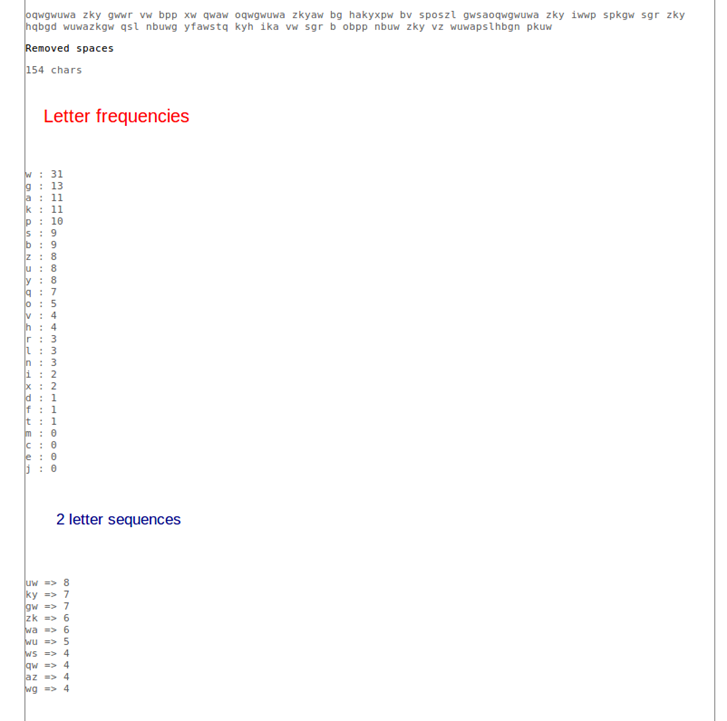 oqwgwuwa zky gwwr vw bpp xw qwaw oqwgwuwa zkyaw bg hakyxpw bv sposzl gwsaoqwgwuwa zky iwwp spkgw sgr zky
hqbgd wuwazkgw qsl nbuwg yfawstq kyh ika vw sgr b obpp nbuw zky vz wuwapslhbgn pkuw
Removed spaces
154 chars
Letter frequencies
w : 31
g : 13
a : 11
k : 11
p : 10
s : 9
b : 9
z : 8
u : 8
y : 8
q : 7
o : 5
v : 4
h : 4
r : 3
l : 3
n : 3
i : 2
x : 2
d : 1
f : 1
t : 1
m : 0
c : 0
e : 0
j : 0
2 letter sequences
uw => 8
ky => 7
gw => 7
zk => 6
wa => 6
wu => 5
ws => 4
qw => 4
az => 4
wg => 4